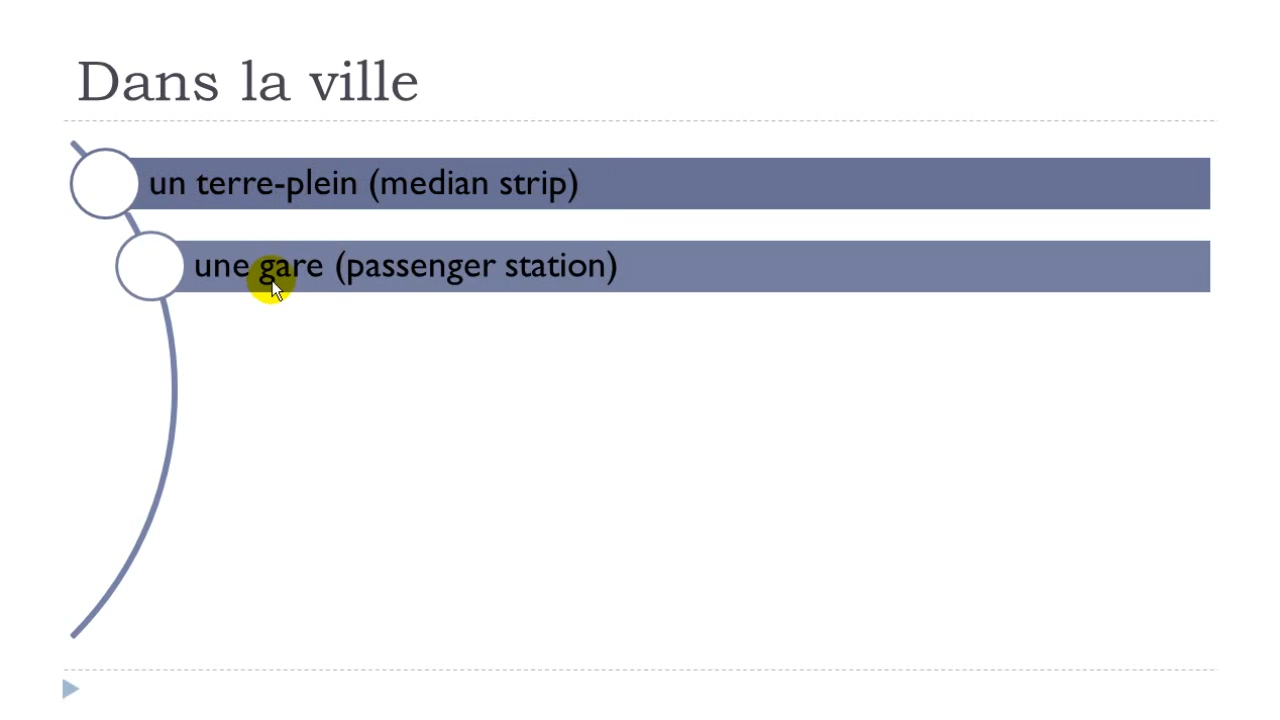 Dans la ville
un terre-plein (median strip)
une gare (passenger station)